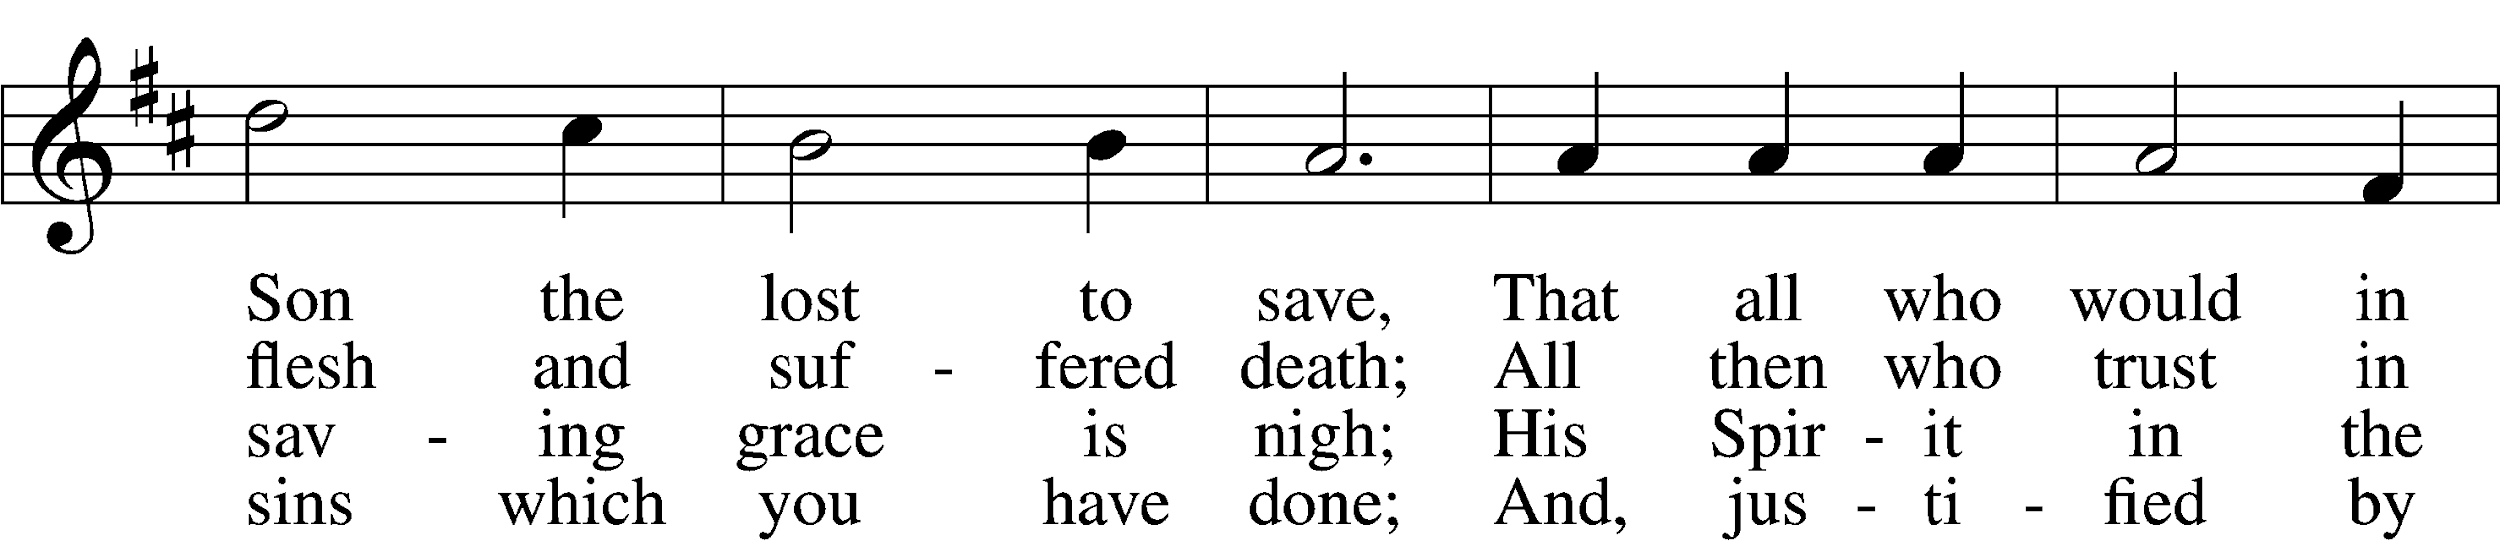 Son the lost to save, That all who would in
flesh and suf - fered death; All then who trust in
sav - ing grace is nigh; His Spir - it in the
sins which you have done; And, jus - ti - fied by